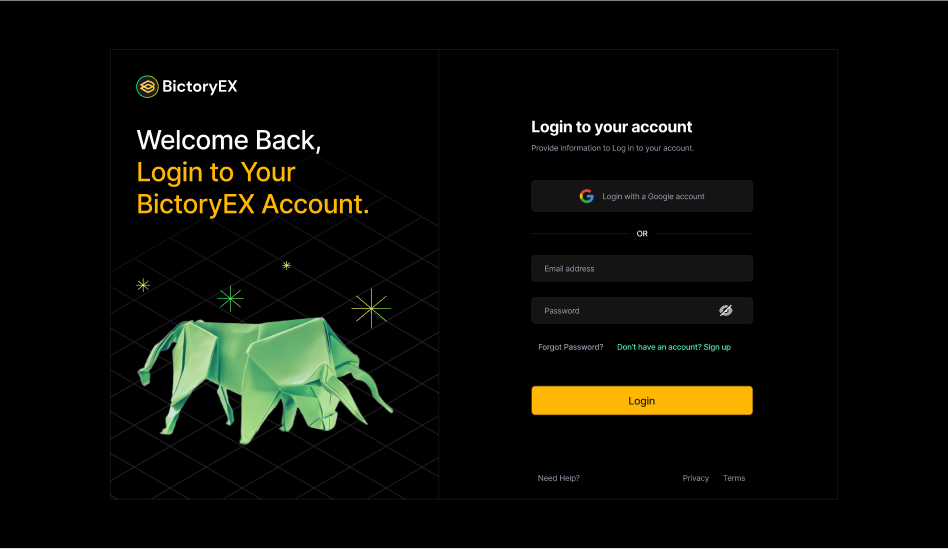 BictoryEX
Welcome Back,
Login to Your
BictoryEX Account.
Login to your account
Provide information to Log in to your account.
Login with a Google account
OR
Email address
Password
Forgot Password?
Don't have an account? Sign up
Login
Need Help?
Privacy
Terms